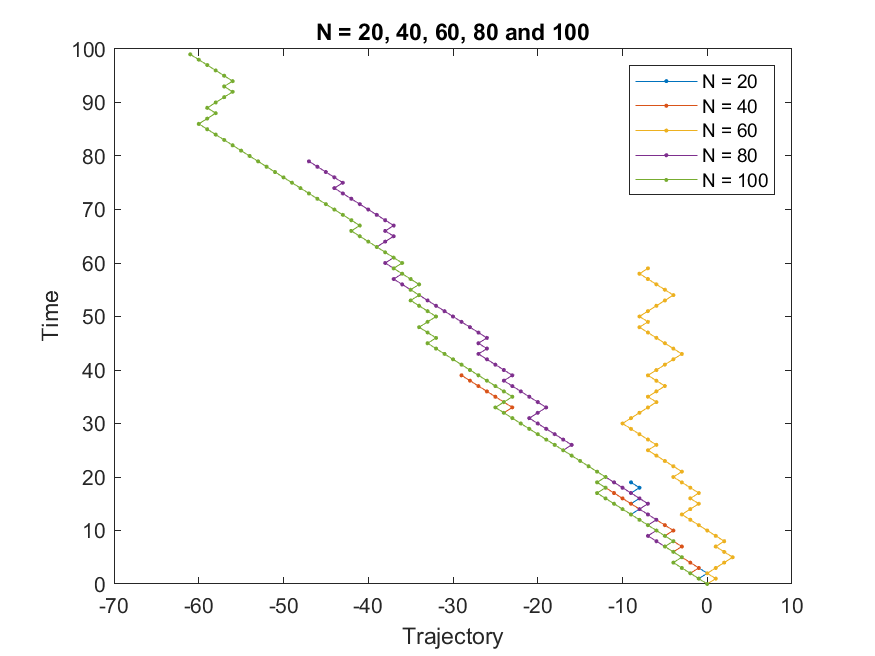 N = 20, 40, 60, 80 and 100
100
90
80
70
60
50
40
30
20
10
0
Time
N = 20
N = 40
N = 60
N = 80
N = 100
-70 -60 -50 -40 -30 -20 -10 0 10
Trajectory